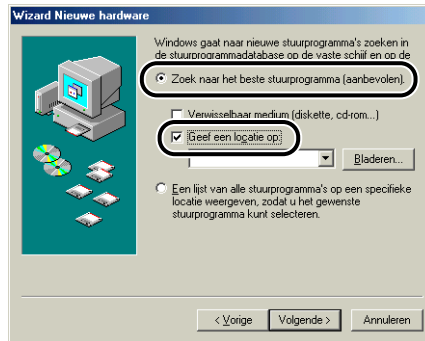 Wizard Nieuwe hardware
Windows gaat naar nieuwe stuurprogramma's zoeken in
de stuurprogrammadatabase op de vaste schijf en op de
Zoek naar het beste stuurprogramma (aanbevolen).
Verwisselbaar medium (diskette, cd-rom...)
Geef een locatie op:
Bladeren...
Een lijst van alle stuurprogramma's op een specifieke
locatie weergeven, zodat u het gewenste
stuurprogramma kunt selecteren.
< Vorige Volgende > Annuleren